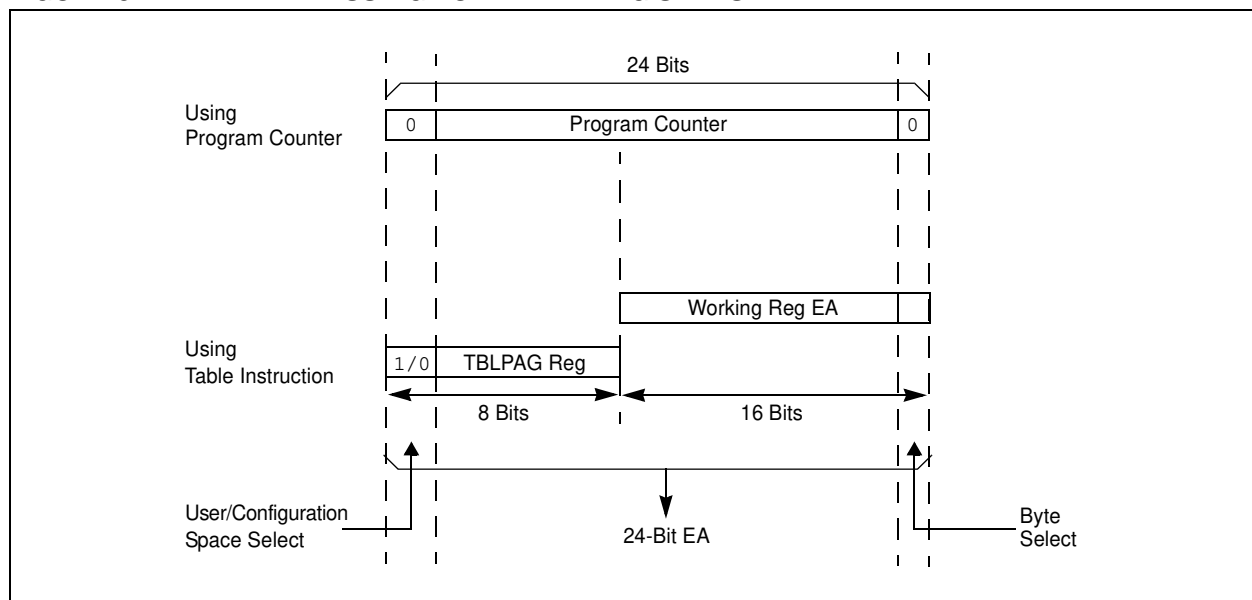 24 Bits
Using
Program Counter
0
Program Counter
0
Working Reg EA
Using
Table Instruction
1/0
TBLPAG Reg
8 Bits
16 Bits
User/Configuration
Space Select
24-Bit EA
Byte
Select